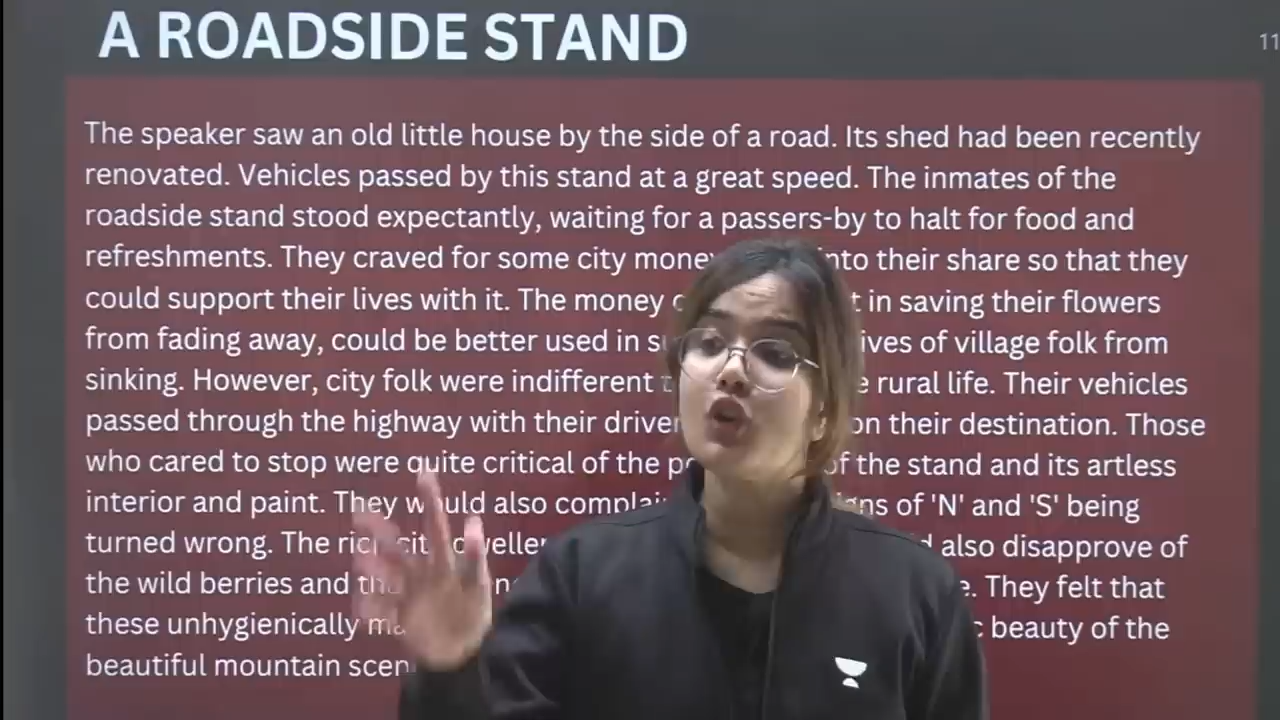 A ROADSIDE STAND
11
The speaker saw an old little house by the side of a road. Its shed had been recently
renovated. Vehicles passed by this stand at a great speed. The inmates of the
roadside stand stood expectantly, waiting for a passers-by to halt for food and
refreshments. They craved for some city money into their share so that they
could support their lives with it. The money in saving their flowers
from fading away, could be better used in lives of village folk from
sinking. However, city folk were indifferent rural life. Their vehicles
passed through the highway with their on their destination. Those
who cared to stop were quite critical of the of the stand and its artless
interior and paint. They would also signs of 'N' and 'S' being
turned wrong. The rich city also disapprove of
the wild berries and They felt that
these unhygienically beauty of the
beautiful mountain